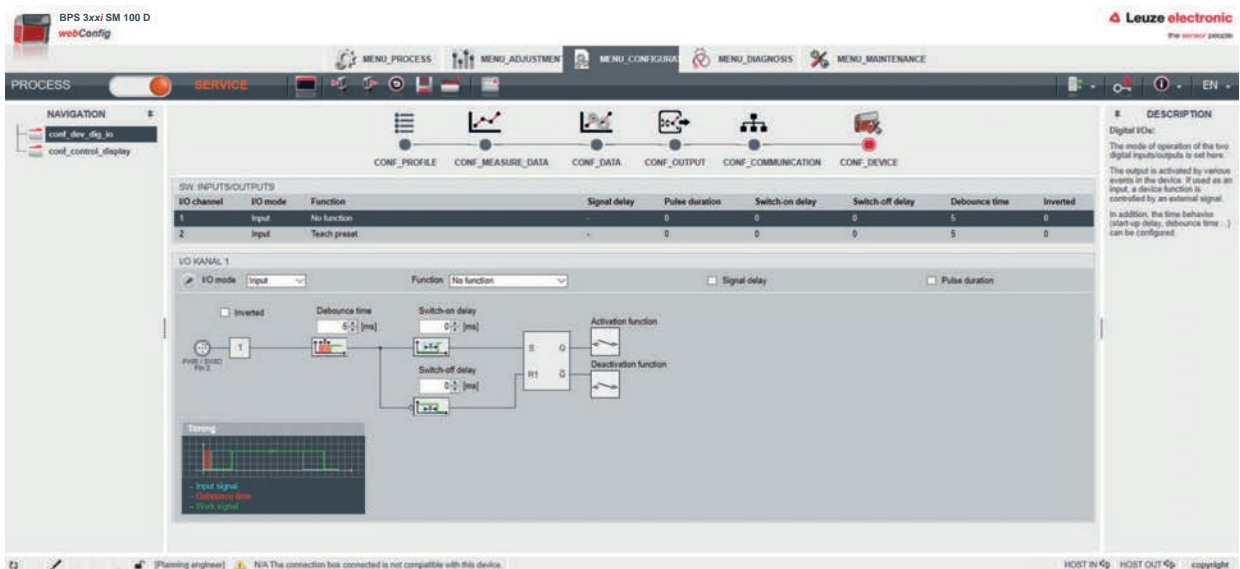 BPS 3xxi SM 100 D
webConfig
Leuze electronic
the sensor people
MENU_PROCESS MENU_ADJUSTMEN MENU_CONFIGURA MENU_DIAGNOSIS MENU_MAINTENANCE
PROCESS SERVICE EN
NAVIGATION
conf_dev_dig_io
conf_control_display
CONF_PROFILE CONF_MEASURE_DATA CONF_DATA CONF_OUTPUT CONF_COMMUNICATION CONF_DEVICE
SW. INPUTS/OUTPUTS
I/O channel I/O mode Function Signal delay Pulse duration Switch-on delay Switch-off delay Debounce time Inverted
1 Input No function - 0 0 0 5 0
2 Input Teach preset - 0 0 0 5 0
I/O KANAL 1
I/O mode Input Function No function Signal delay Pulse duration
Inverted
Debounce time
5 [ms]
Switch-on delay
0 [ms]
1
PWR / SWIO
Pin 2
Switch-off delay
0 [ms]
S Q
R1 Q
Activation function
Deactivation function
Timing
- Input signal
- Debounce time
- Work signal
DESCRIPTION
Digital I/Os:
The mode of operation of the two
digital inputs/outputs is set here.
The output is activated by various
events in the device. If used as an
input, a device function is
controlled by an external signal.
In addition, the time behavior
(start-up delay, debounce time ...)
can be configured.
[Planning engineer] N/A The connection box connected is not compatible with this device.
HOST IN HOST OUT copyright